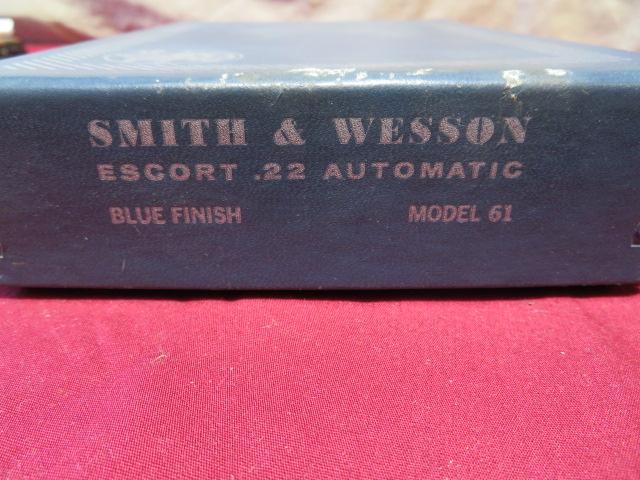 SMITH & WESSON
ESCORT .22 AUTOMATIC
BLUE FINISH MODEL 61